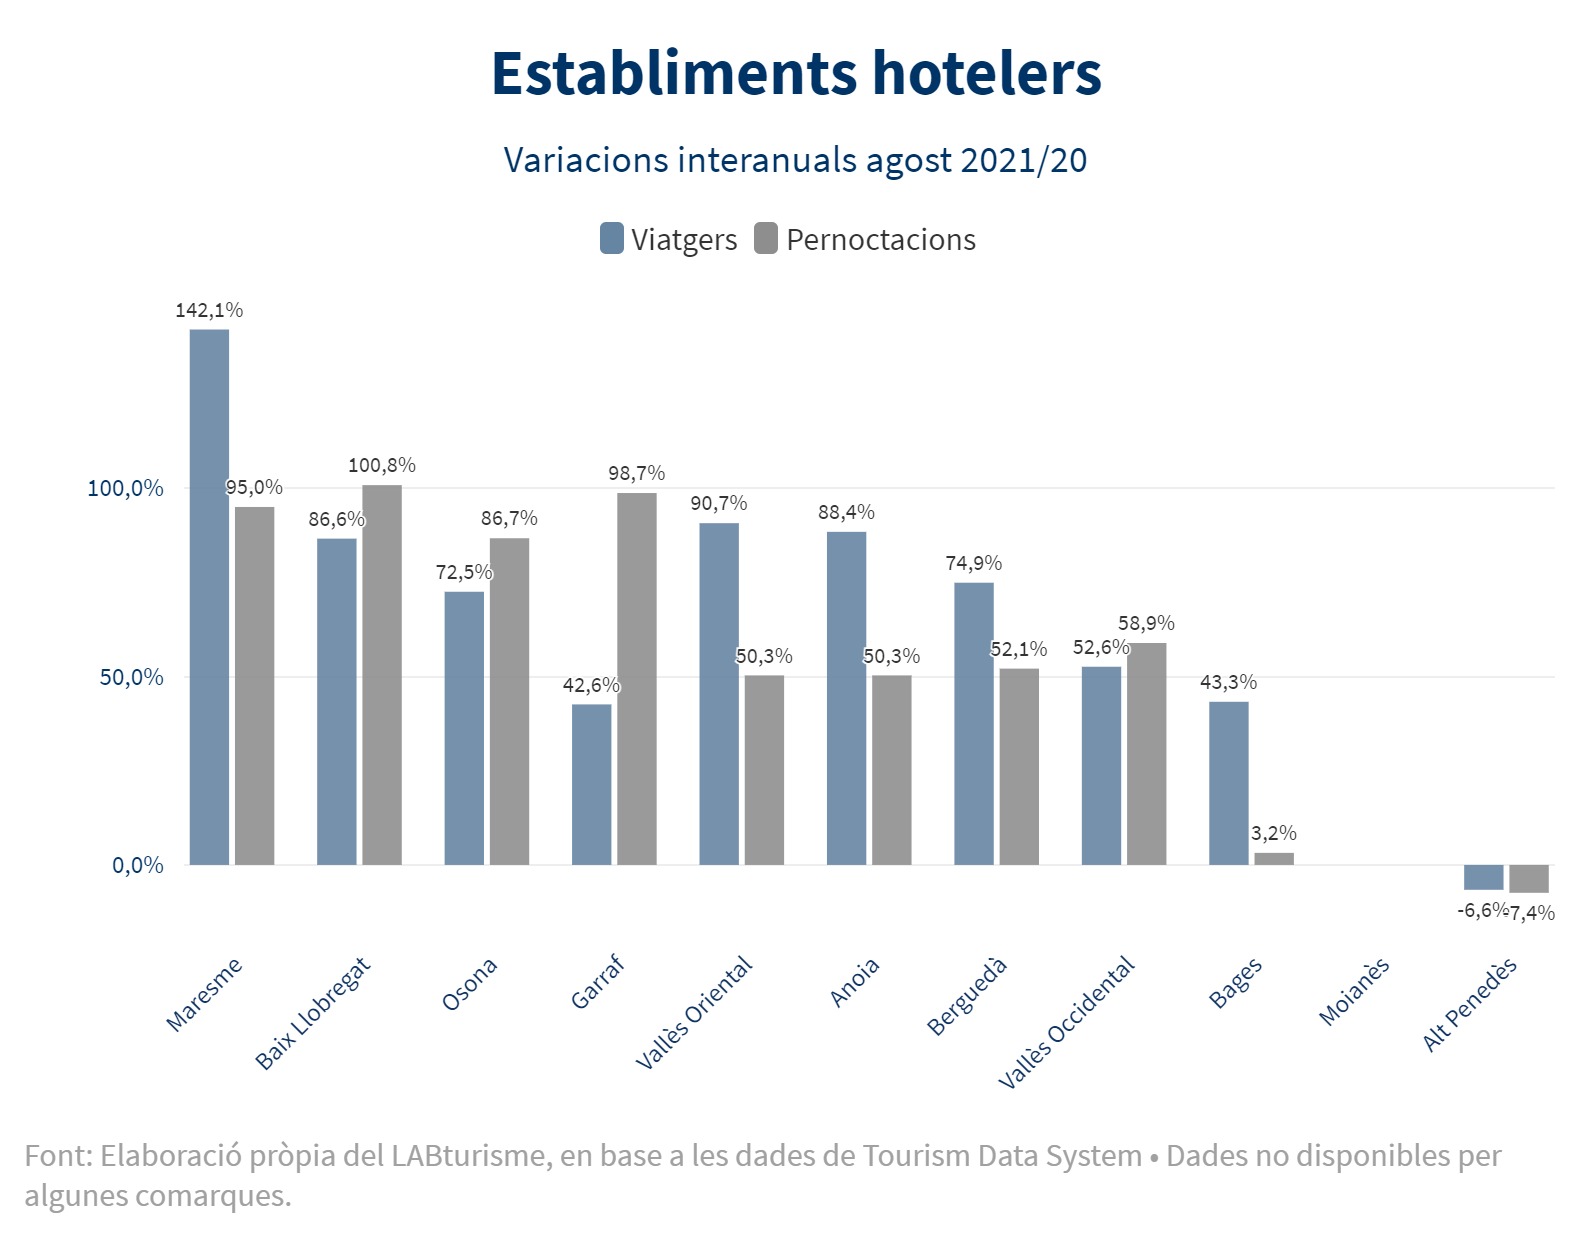 Establiments hotelers
Variacions interanuals agost 2021/20
Viatgers Pernoctacions
142,1%
100,8%
98,7%
95,0%
100,0%
90,7%
88,4%
86,6%
86,7%
72,5%
74,9%
58,9%
52,6%
52,1%
50,3%
50,3%
50,0%
42,6%
43,3%
3,2%
0,0%
-6,6%
-7,4%
Maresme
Baix Llobregat
Osona
Garraf
Vallès Oriental
Anoia
Berguedà
Vallès Occidental
Bages
Moianès
Alt Penedès
Font: Elaboració pròpia del LABturisme, en base a les dades de Tourism Data System • Dades no disponibles per
algunes comarques.